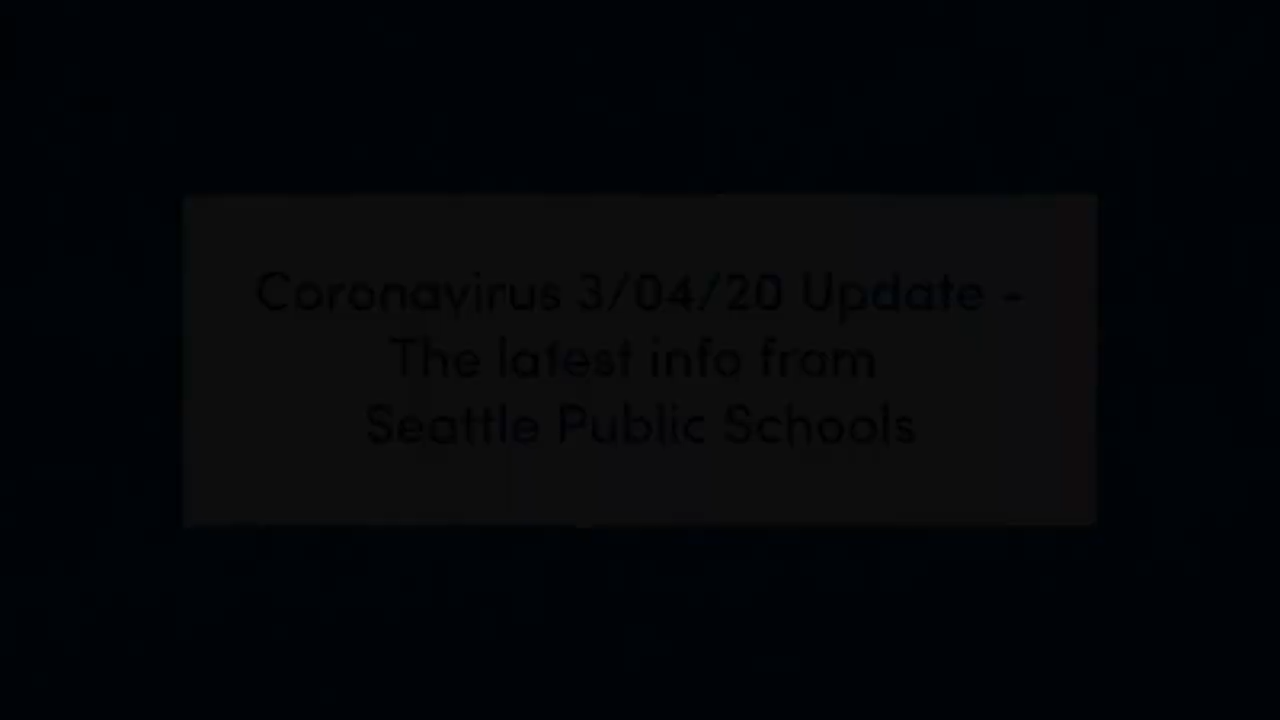 Coronavirus 3/04/20 Update -
The latest info from
Seattle Public Schools